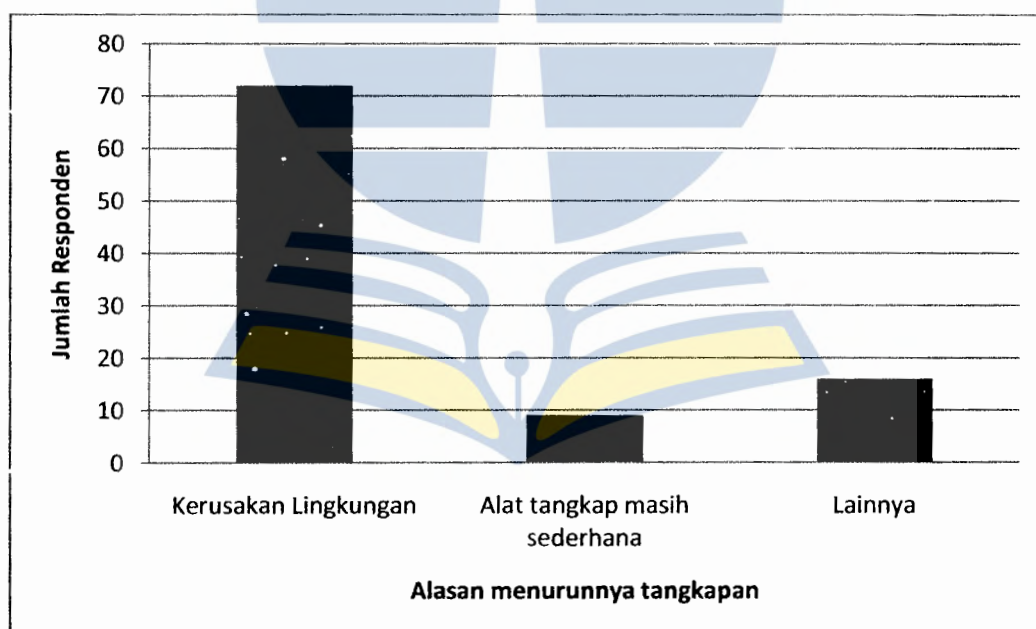 80
70
60
50
40
30
20
10
0
Jumlah Responden
Kerusakan Lingkungan
Alat tangkap masih
sederhana
Lainnya
Alasan menurunnya tangkapan